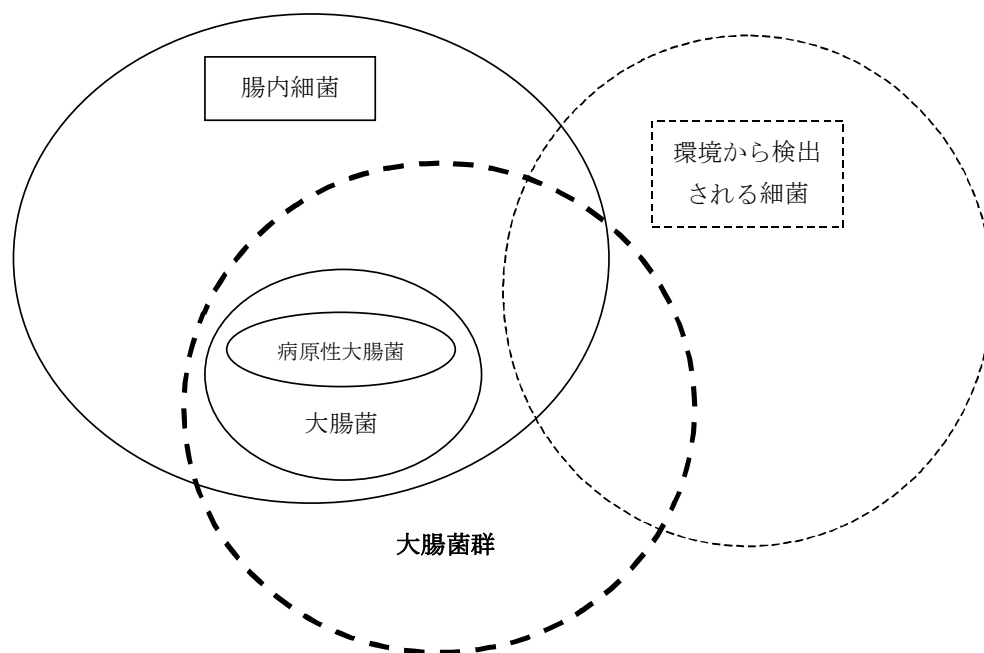 腸内細菌
環境から検出
される細菌
病原性大腸菌
大腸菌
大腸菌群